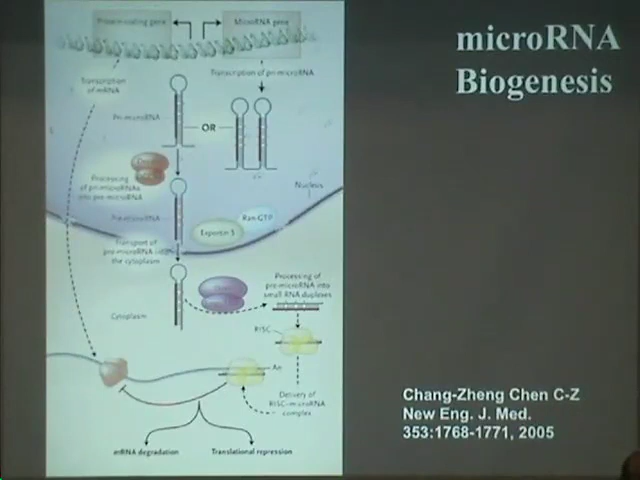 microRNA
Biogenesis
Protein-coding gene
MicroRNA gene
Transcription
of mRNA
Transcription of pri-microRNA
Pri-microRNA
OR
Processing
of pri-microRNAs
into pre-microRNA
Nucleus
Pre-microRNA
Ran-GTP
Exportin 5
Transport of
pre-microRNA into
the cytoplasm
Processing of
pre-microRNA into
small RNA duplexes
Cytoplasm
RISC
An
Delivery of
RISC–microRNA
complex
mRNA degradation
Translational repression
Chang-Zheng Chen C-Z
New Eng. J. Med.
353:1768-1771, 2005